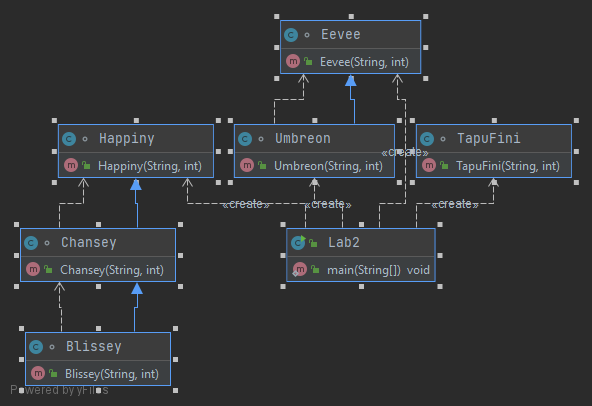 Eevee
Eevee(String, int)
Happiny
Happiny(String, int)
Umbreon
Umbreon(String, int)
«create»
TapuFini
TapuFini(String, int)
«create»
«create»
«create»
Chansey
Chansey(String, int)
Lab2
main(String[]) void
Blissey
Blissey(String, int)
Powered by yFiles